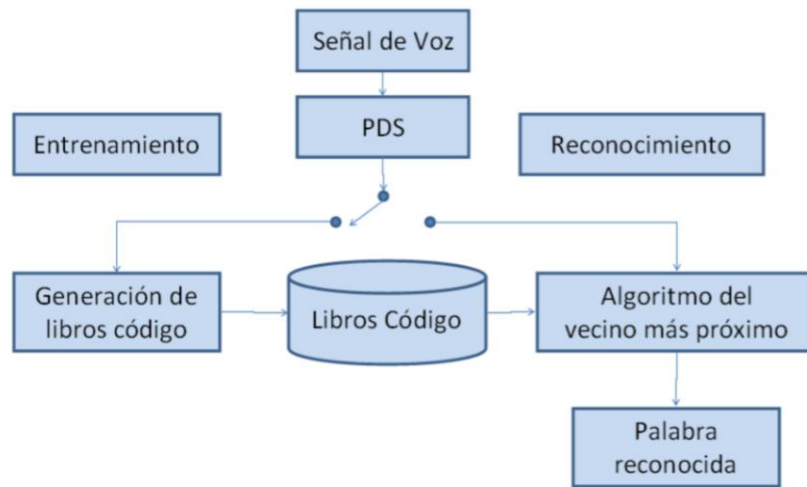 Señal de Voz
PDS
Entrenamiento
Reconocimiento
Generación de
libros código
Libros Código
Algoritmo del
vecino más próximo
Palabra
reconocida